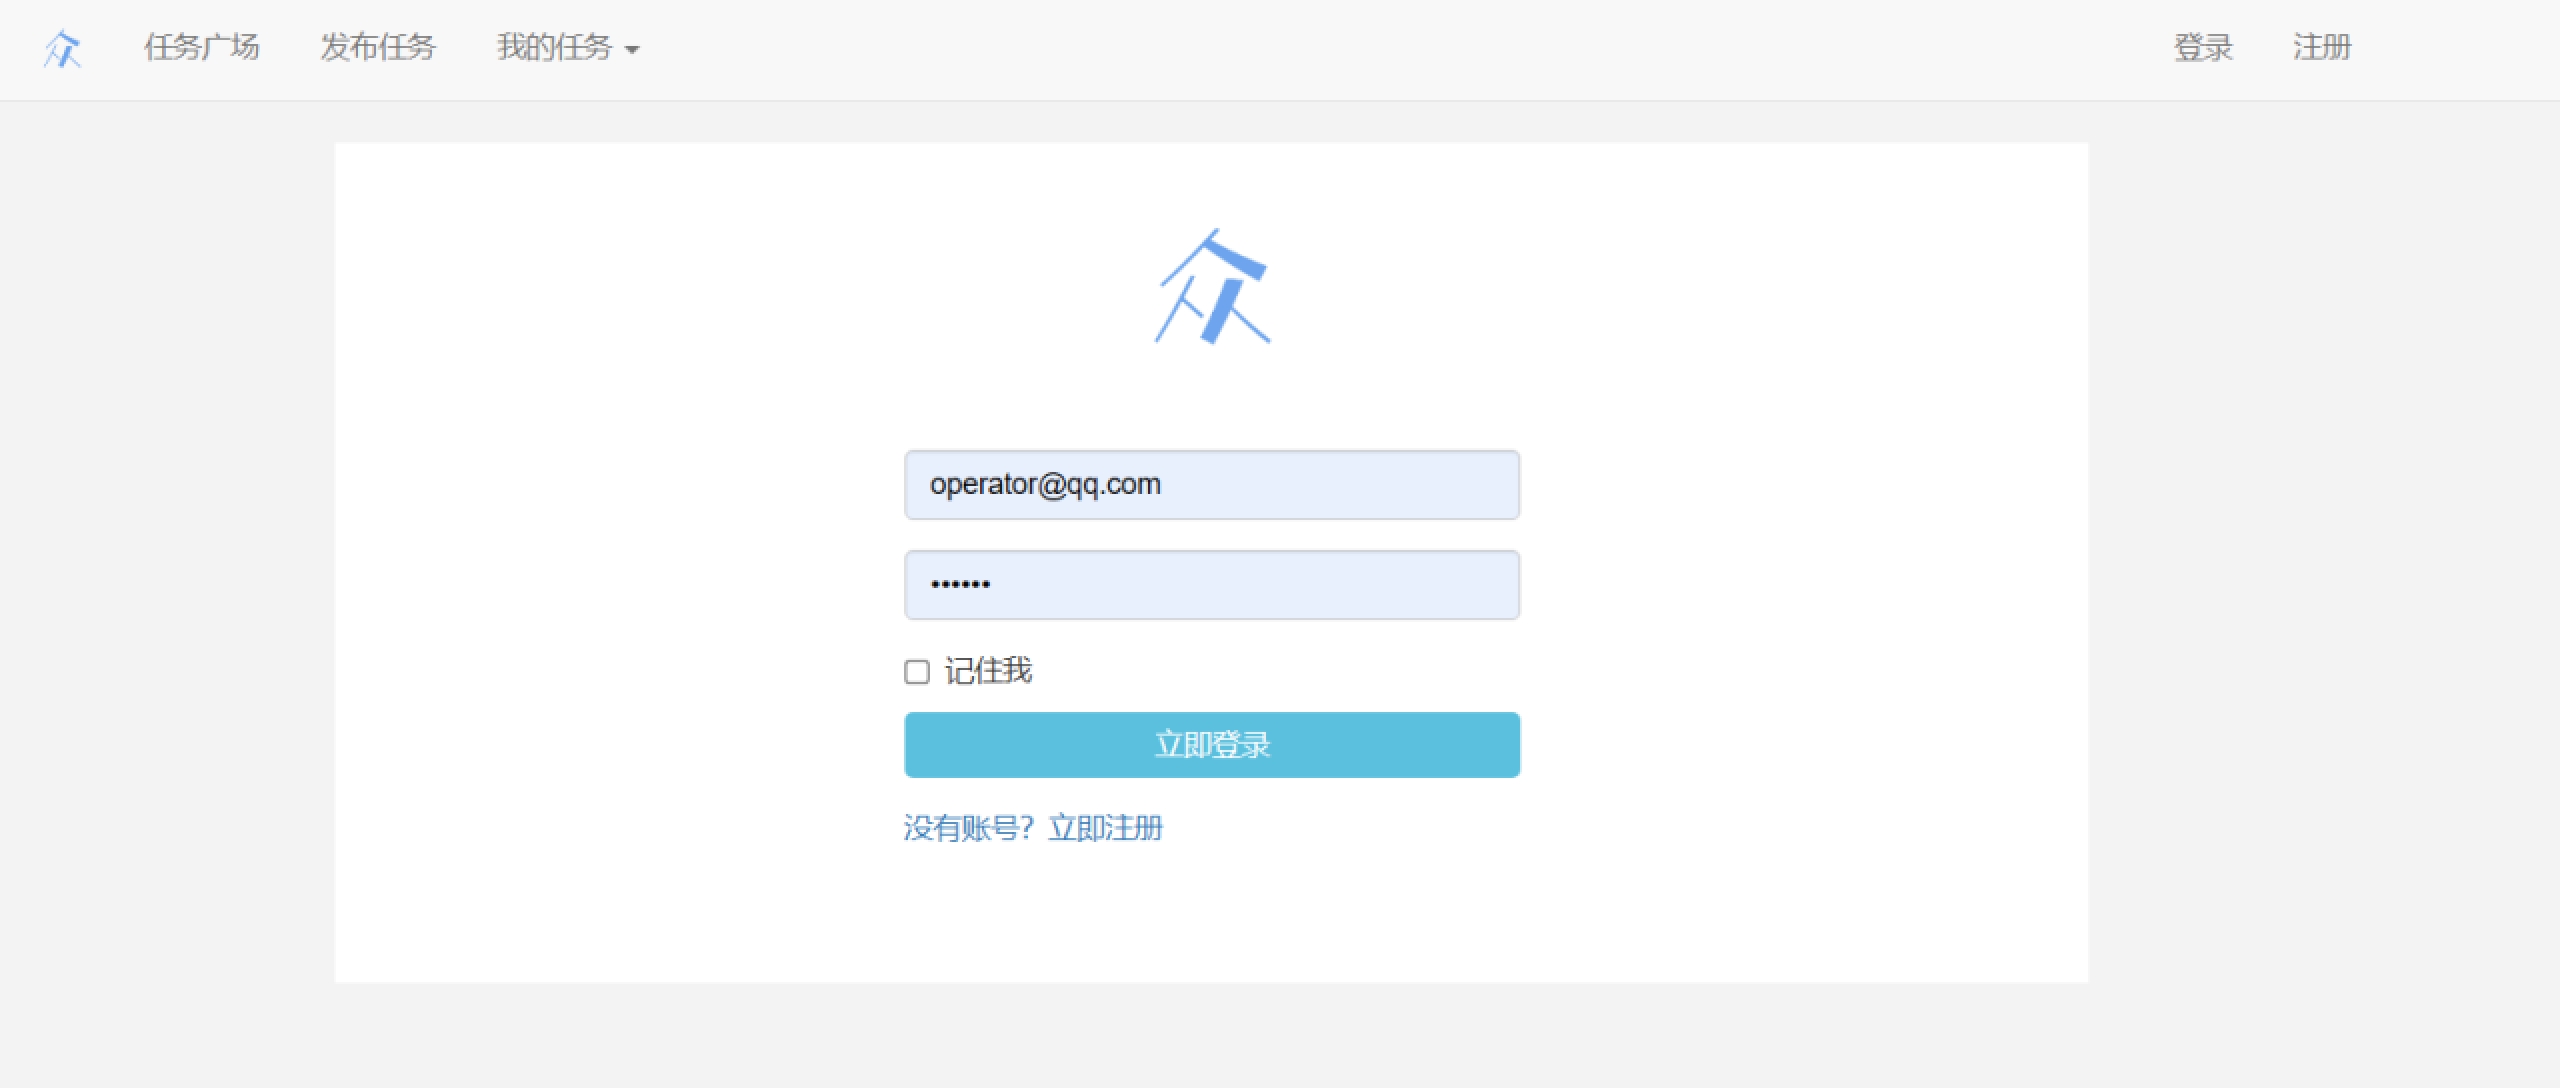 众 任务广场 发布任务 我的任务 登录 注册
众
operator@qq.com
••••••
记住我
立即登录
没有账号？立即注册